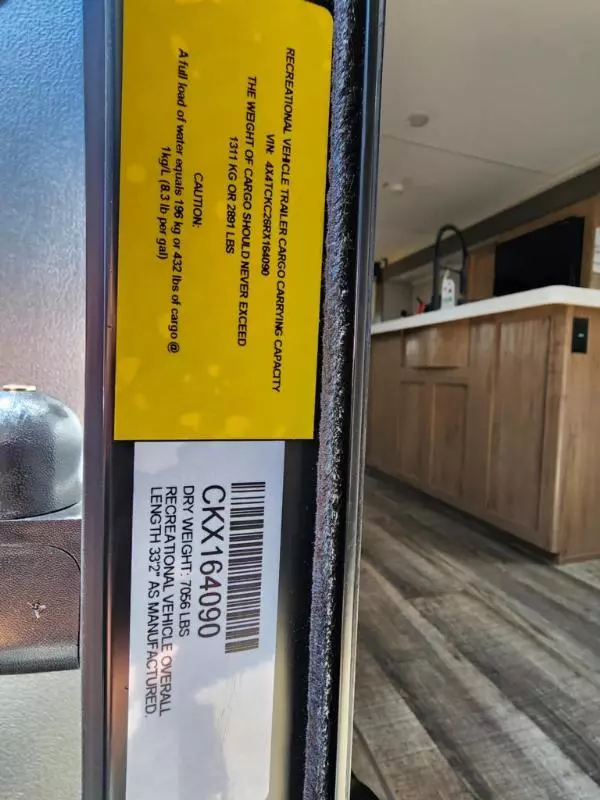 RECREATIONAL VEHICLE TRAILER CARGO CARRYING CAPACITY
VIN: 4X4TCKC26RX164090
THE WEIGHT OF CARGO SHOULD NEVER EXCEED
1311 KG OR 2891 LBS
CAUTION:
A full load of water equals 196 kg or 432 lbs of cargo @
1kg/L (8.3 lb per gal)
CKX164090
DRY WEIGHT: 7056 LBS
RECREATIONAL VEHICLE OVERALL
LENGTH 33'2" AS MANUFACTURED.